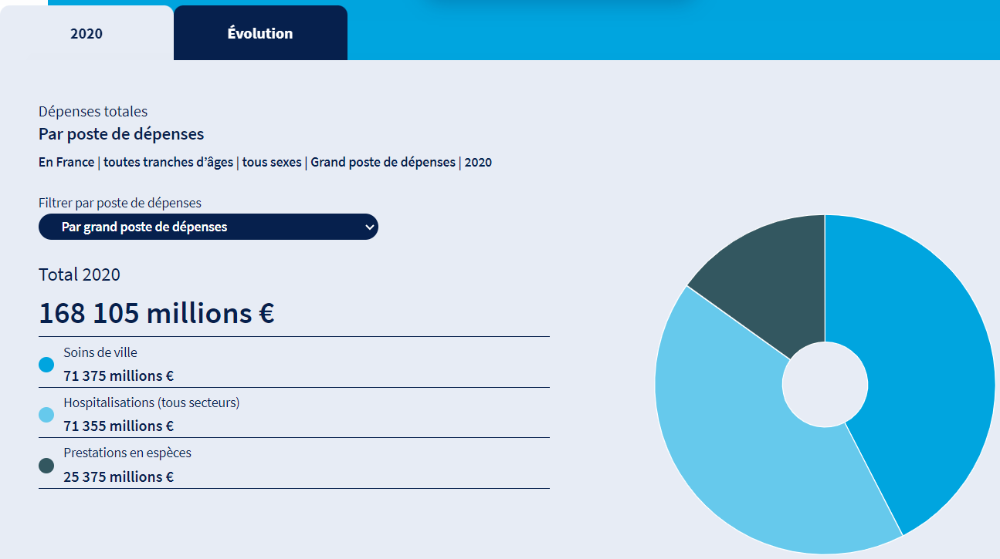 2020
Évolution
Dépenses totales
Par poste de dépenses
En France | toutes tranches d’âges | tous sexes | Grand poste de dépenses | 2020
Filtrer par poste de dépenses
Par grand poste de dépenses
Total 2020
168 105 millions €
Soins de ville
71 375 millions €
Hospitalisations (tous secteurs)
71 355 millions €
Prestations en espèces
25 375 millions €